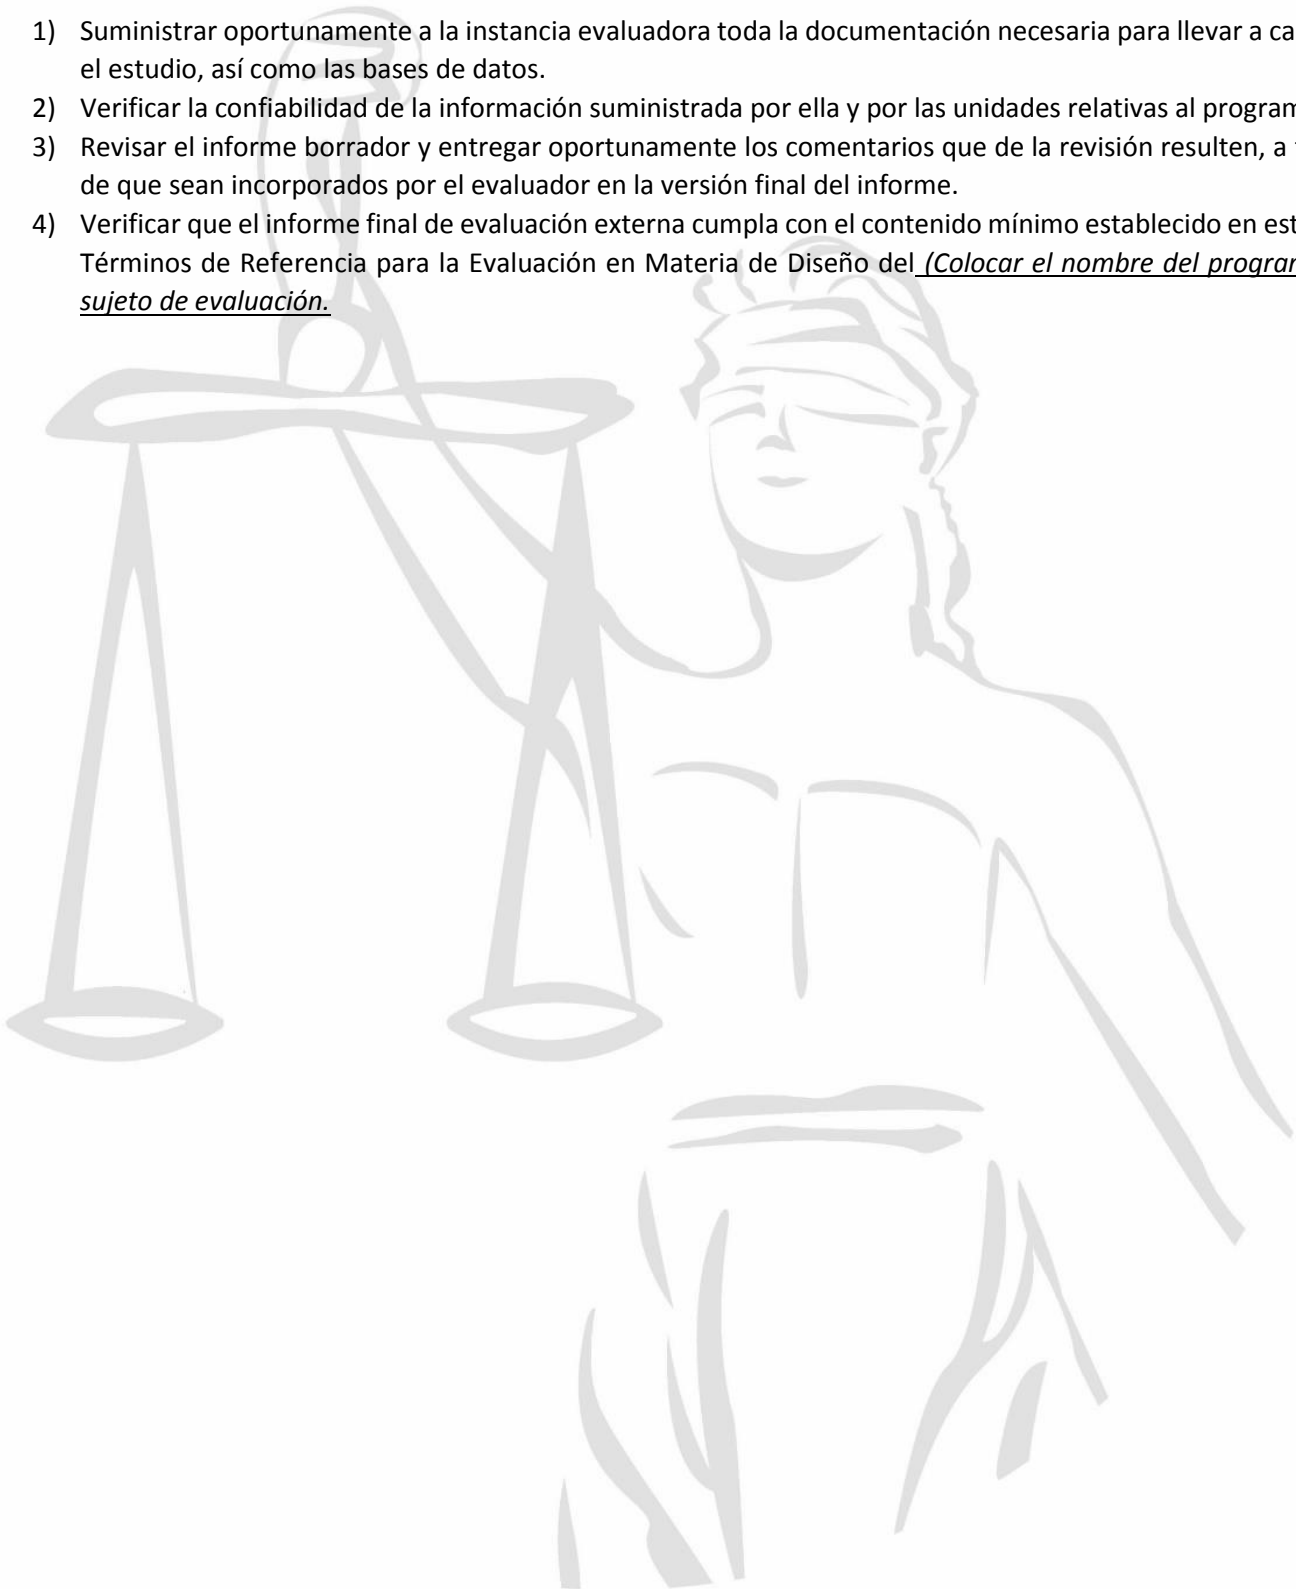 1) Suministrar oportunamente a la instancia evaluadora toda la documentación necesaria para llevar a ca
el estudio, así como las bases de datos.
2) Verificar la confiabilidad de la información suministrada por ella y por las unidades relativas al program
3) Revisar el informe borrador y entregar oportunamente los comentarios que de la revisión resulten, a
de que sean incorporados por el evaluador en la versión final del informe.
4) Verificar que el informe final de evaluación externa cumpla con el contenido mínimo establecido en est
Términos de Referencia para la Evaluación en Materia de Diseño del (Colocar el nombre del program
sujeto de evaluación.